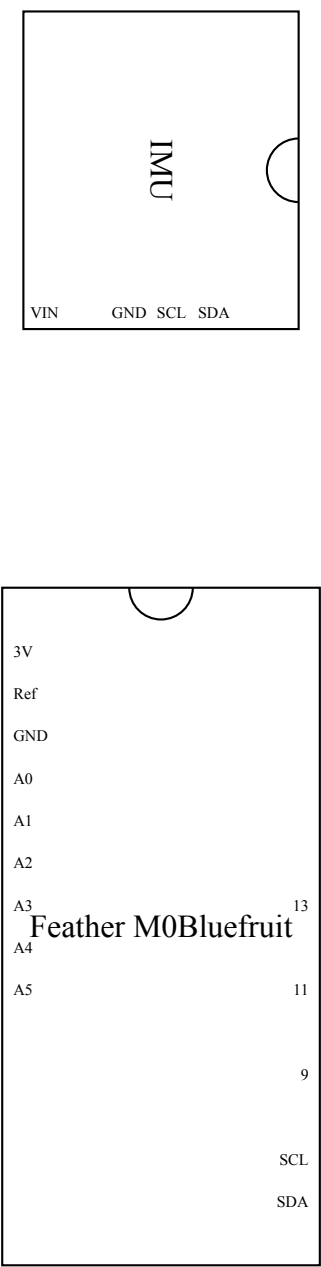 IMU
VIN GND SCL SDA
3V
Ref
GND
A0
A1
A2
A3 13
Feather M0Bluefruit
A4
A5 11
9
SCL
SDA